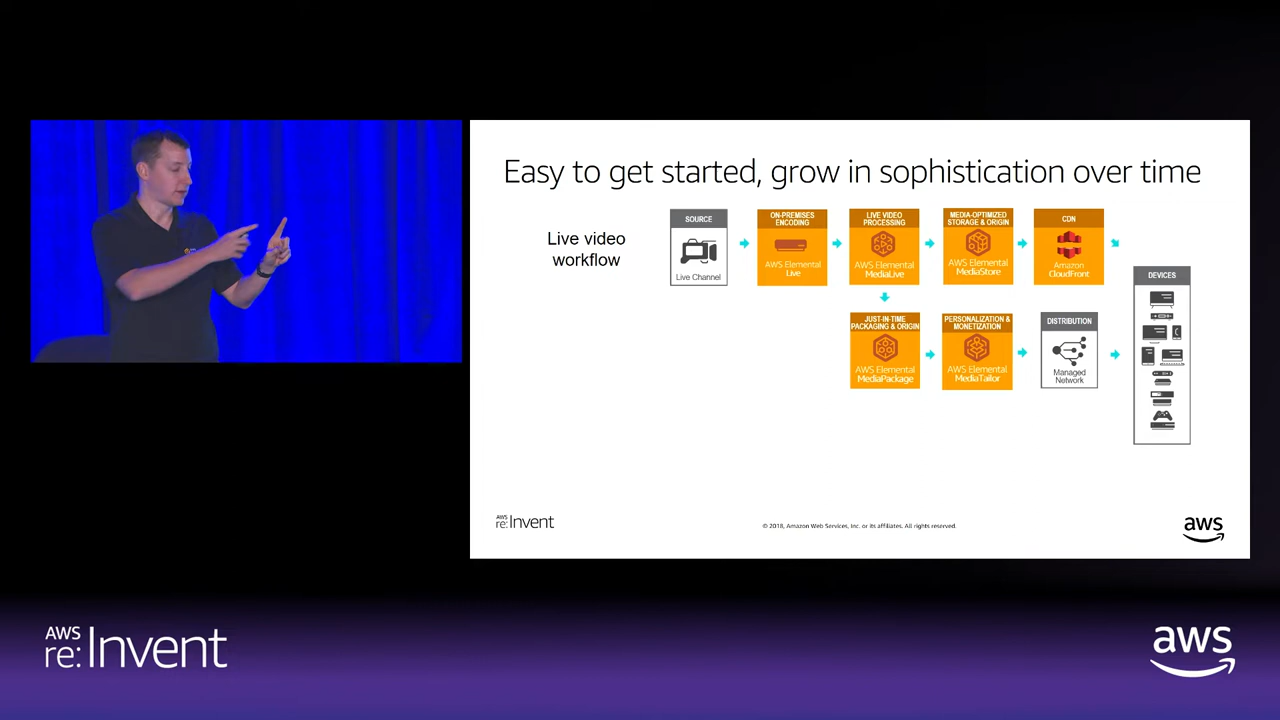 Easy to get started, grow in sophistication over time
Live video
workflow
SOURCE
Live Channel
ON-PREMISES
ENCODING
AWS Elemental
Live
LIVE VIDEO
PROCESSING
AWS Elemental
MediaLive
MEDIA-OPTIMIZED
STORAGE & ORIGIN
AWS Elemental
MediaStore
CDN
Amazon
CloudFront
DEVICES
JUST-IN-TIME
PACKAGING & ORIGIN
AWS Elemental
MediaPackage
PERSONALIZATION &
MONETIZATION
AWS Elemental
MediaTailor
DISTRIBUTION
Managed
Network
AWS
re:Invent
© 2018, Amazon Web Services, Inc. or its affiliates. All rights reserved.
aws
AWS
re:Invent
aws